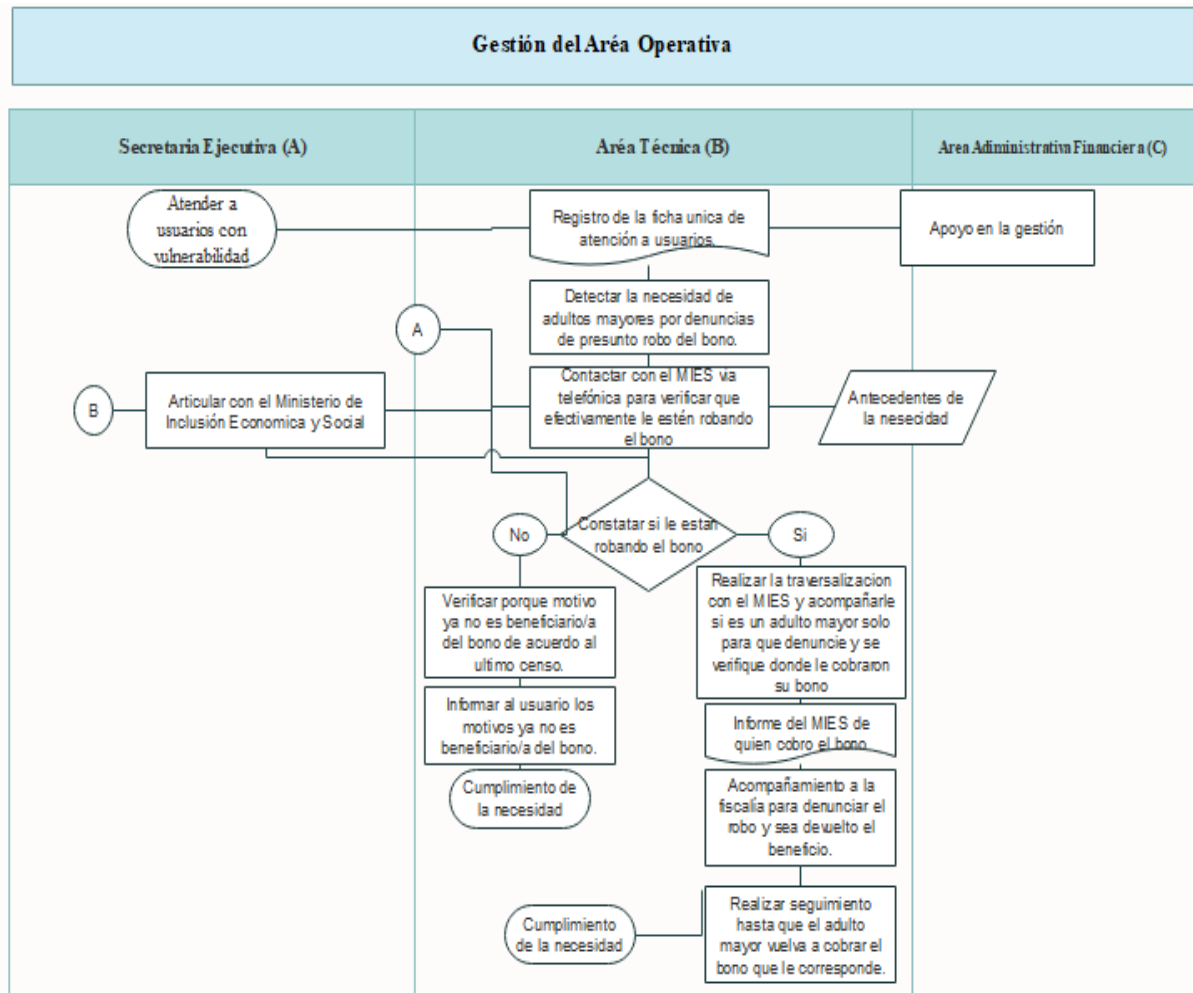 Gestión del Aréa Operativa
Secretaria Ejecutiva (A)
Aréa Técnica (B)
Area Adiministrativa Financiera (C)
Atender a
usuarios con
vulnerabilidad
Registro de la ficha unica de
atención a usuarios.
Apoyo en la gestión
Detectar la necesidad de
adultos mayores por denuncias
de presunto robo del bono.
A
Contactar con el MIES via
telefónica para verificar que
efectivamente le estén robando
el bono
B
Articular con el Ministerio de
Inclusión Economica y Social
Antecedentes de
la nesecidad
No
Constatar si le estan
robando el bono
Si
Verificar porque motivo
ya no es beneficiario/a
del bono de acuerdo al
ultimo censo.
Realizar la traversalizacion
con el MIES y acompañarle
si es un adulto mayor solo
para que denuncie y se
verifique donde le cobraron
su bono
Informar al usuario los
motivos ya no es
beneficiario/a del bono.
Informe del MIES de
quien cobro el bono
Cumplimiento de
la necesidad
Acompañamiento a la
fiscalía para denunciar el
robo y sea devuelto el
beneficio.
Cumplimiento
de la necesidad
Realizar seguimiento
hasta que el adulto
mayor vuelva a cobrar el
bono que le corresponde.